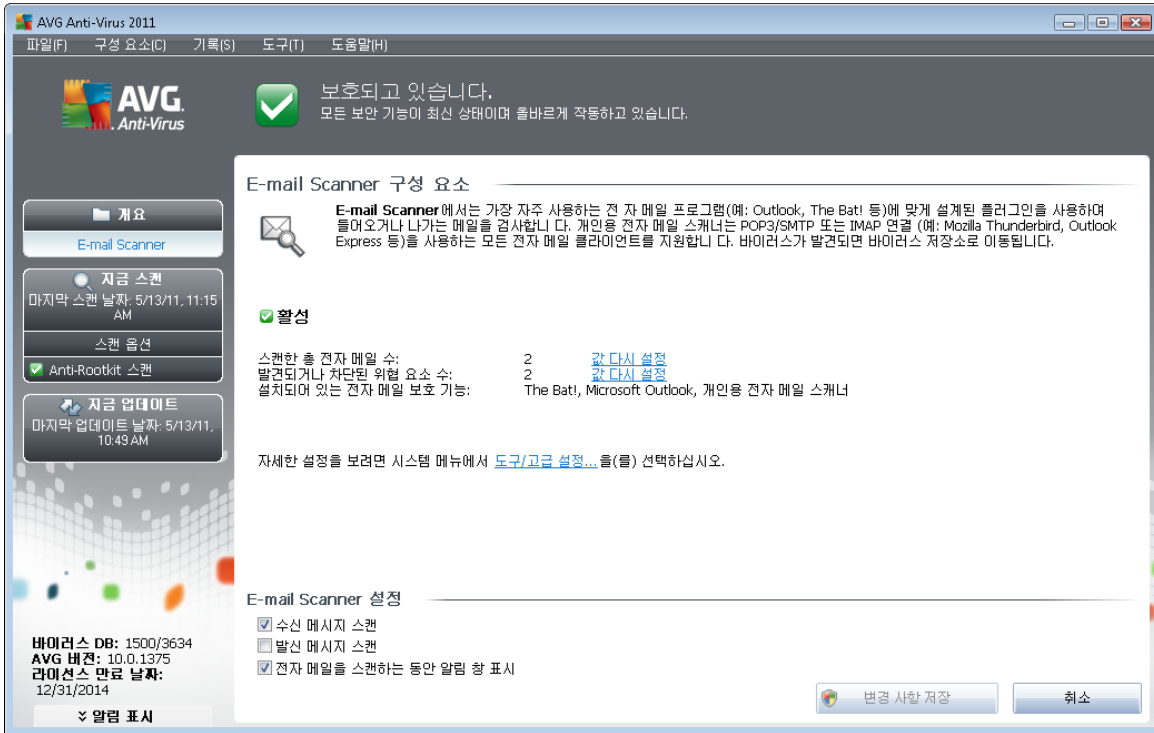 AVG Anti-Virus 2011
파일(F) 구성 요소(C) 기록(S) 도구(T) 도움말(H)
AVG.
Anti-Virus
보호되고 있습니다.
모든 보안 기능이 최신 상태이며 올바르게 작동하고 있습니다.
개요
E-mail Scanner
지금 스캔
마지막 스캔 날짜: 5/13/11, 11:15
AM
스캔 옵션
Anti-Rootkit 스캔
지금 업데이트
마지막 업데이트 날짜: 5/13/11,
10:49 AM
바이러스 DB: 1500/3634
AVG 버전: 10.0.1375
라이선스 만료 날짜:
12/31/2014
알림 표시
E-mail Scanner 구성 요소
E-mail Scanner에서는 가장 자주 사용하는 전 자 메일 프로그램(예: Outlook, The Bat! 등)에 맞게 설계된 플러그인을 사용하여
들어오거나 나가는 메일을 검사합니 다. 개인용 전자 메일 스캐너는 POP3/SMTP 또는 IMAP 연결 (예: Mozilla Thunderbird, Outlook
Express 등)을 사용하는 모든 전자 메일 클라이언트를 지원합니 다. 바이러스가 발견되면 바이러스 저장소로 이동됩니다.
활성
스캔한 총 전자 메일 수: 2 값 다시 설정
발견되거나 차단된 위협 요소 수: 2 값 다시 설정
설치되어 있는 전자 메일 보호 기능: The Bat!, Microsoft Outlook, 개인용 전자 메일 스캐너
자세한 설정을 보려면 시스템 메뉴에서 도구/고급 설정... 을(를) 선택하십시오.
E-mail Scanner 설정
수신 메시지 스캔
발신 메시지 스캔
전자 메일을 스캔하는 동안 알림 창 표시
변경 사항 저장 취소